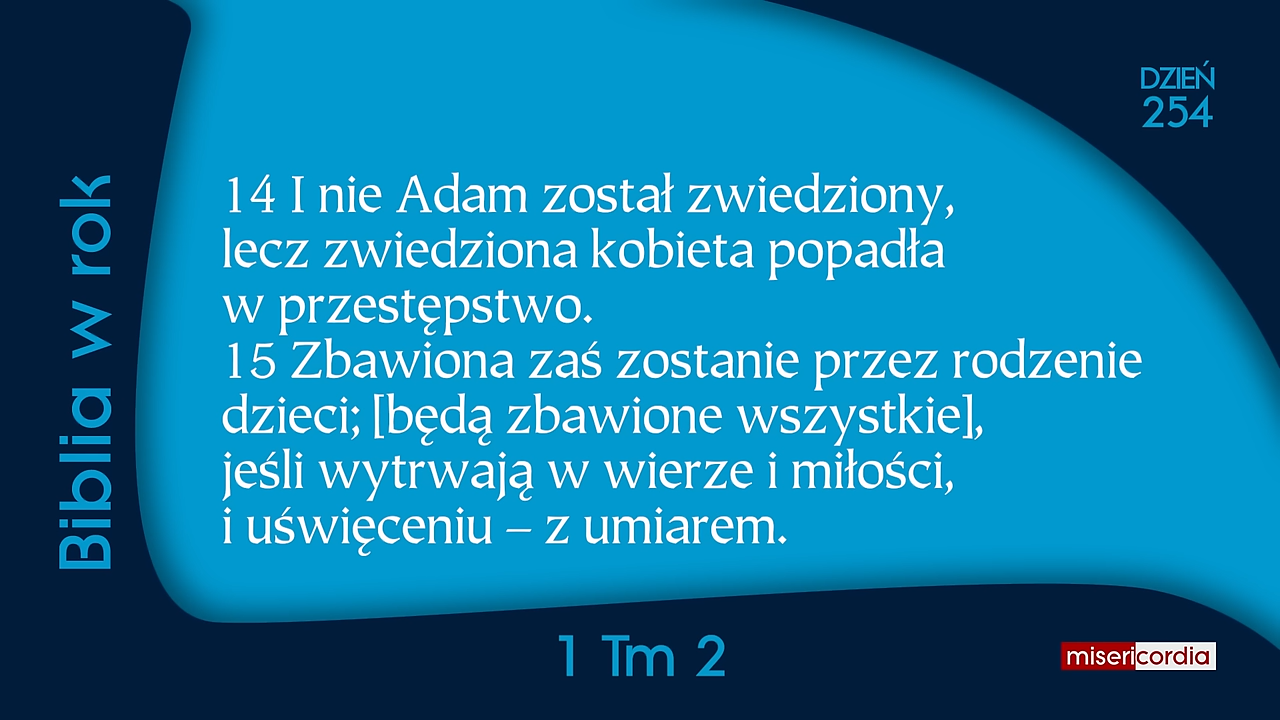 DZIEŃ
254
Biblia w rok
14 I nie Adam został zwiedziony,
lecz zwiedziona kobieta popadła
w przestępstwo.
15 Zbawiona zaś zostanie przez rodzenie
dzieci; [będą zbawione wszystkie],
jeśli wytrwają w wierze i miłości,
i uświęceniu – z umiarem.
1 Tm 2
misericordia